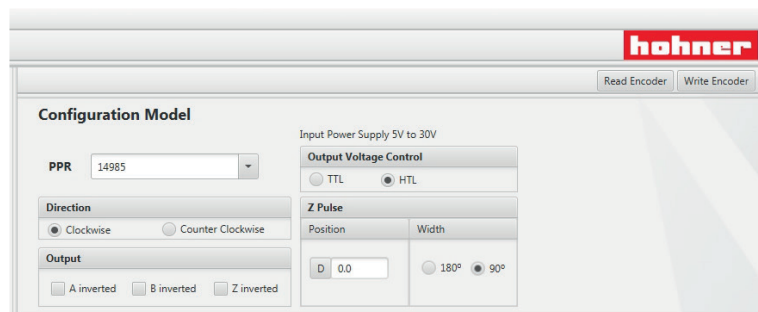 hohner
Read Encoder Write Encoder
Configuration Model
Input Power Supply 5V to 30V
PPR 14985
Output Voltage Control
TTL HTL
Direction
Clockwise Counter Clockwise
Z Pulse
Position Width
D 0.0 180º 90º
Output
A inverted B inverted Z inverted